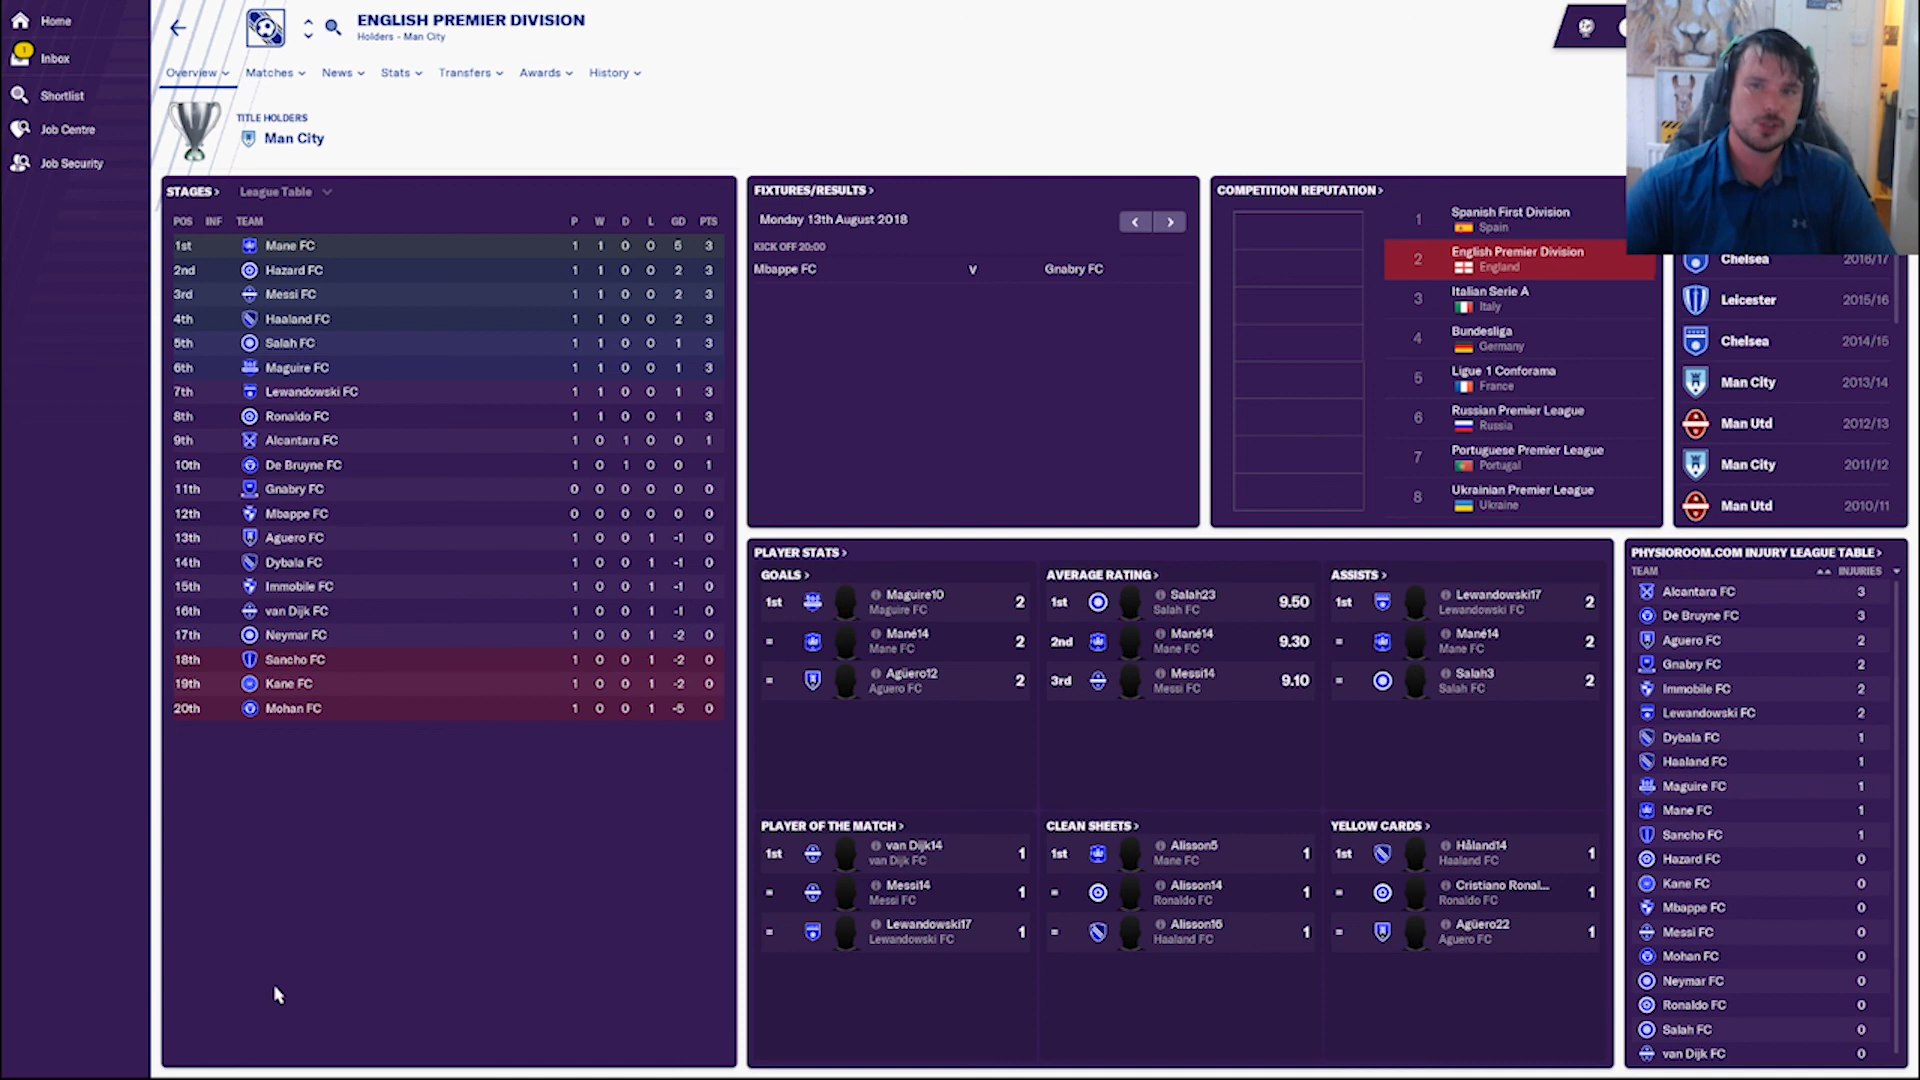 Home
Inbox
1
Shortlist
Job Centre
Job Security
ENGLISH PREMIER DIVISION
Holders - Man City
Overview Matches News Stats Transfers Awards History
TITLE HOLDERS
Man City
STAGES > League Table
POS INF TEAM P W D L GD PTS
1st Mane FC 1 1 0 0 5 3
2nd Hazard FC 1 1 0 0 2 3
3rd Messi FC 1 1 0 0 2 3
4th Haaland FC 1 1 0 0 2 3
5th Salah FC 1 1 0 0 1 3
6th Maguire FC 1 1 0 0 1 3
7th Lewandowski FC 1 1 0 0 1 3
8th Ronaldo FC 1 1 0 0 1 3
9th Alcantara FC 1 0 1 0 0 1
10th De Bruyne FC 1 0 1 0 0 1
11th Gnabry FC 0 0 0 0 0 0
12th Mbappe FC 0 0 0 0 0 0
13th Aguero FC 1 0 0 1 -1 0
14th Dybala FC 1 0 0 1 -1 0
15th Immobile FC 1 0 0 1 -1 0
16th van Dijk FC 1 0 0 1 -1 0
17th Neymar FC 1 0 0 1 -2 0
18th Sancho FC 1 0 0 1 -2 0
19th Kane FC 1 0 0 1 -2 0
20th Mohan FC 1 0 0 1 -5 0
FIXTURES/RESULTS >
Monday 13th August 2018
KICK OFF 20:00
Mbappe FC v Gnabry FC
COMPETITION REPUTATION >
1 Spanish First Division
Spain
2 English Premier Division
England
3 Italian Serie A
Italy
4 Bundesliga
Germany
5 Ligue 1 Conforama
France
6 Russian Premier League
Russia
7 Portuguese Premier League
Portugal
8 Ukrainian Premier League
Ukraine
Chelsea 2016/17
Leicester 2015/16
Chelsea 2014/15
Man City 2013/14
Man Utd 2012/13
Man City 2011/12
Man Utd 2010/11
PLAYER STATS >
GOALS >
1st Maguire10 2
Maguire FC
= Mané14 2
Mane FC
= Agüero12 2
Aguero FC
AVERAGE RATING >
1st Salah23 9.50
Salah FC
2nd Mané14 9.30
Mane FC
3rd Messi14 9.10
Messi FC
ASSISTS >
1st Lewandowski17 2
Lewandowski FC
= Mané14 2
Mane FC
= Salah3 2
Salah FC
PLAYER OF THE MATCH >
1st van Dijk14 1
van Dijk FC
= Messi14 1
Messi FC
= Lewandowski17 1
Lewandowski FC
CLEAN SHEETS >
1st Alisson5 1
Mane FC
= Alisson14 1
Ronaldo FC
= Alisson16 1
Haaland FC
YELLOW CARDS >
1st Håland14 1
Haaland FC
= Cristiano Ronal... 1
Ronaldo FC
= Agüero22 1
Aguero FC
PHYSIOROOM.COM INJURY LEAGUE TABLE >
TEAM INJURIES
Alcantara FC 3
De Bruyne FC 3
Aguero FC 2
Gnabry FC 2
Immobile FC 2
Lewandowski FC 2
Dybala FC 1
Haaland FC 1
Maguire FC 1
Mane FC 1
Sancho FC 1
Hazard FC 0
Kane FC 0
Mbappe FC 0
Messi FC 0
Mohan FC 0
Neymar FC 0
Ronaldo FC 0
Salah FC 0
van Dijk FC 0